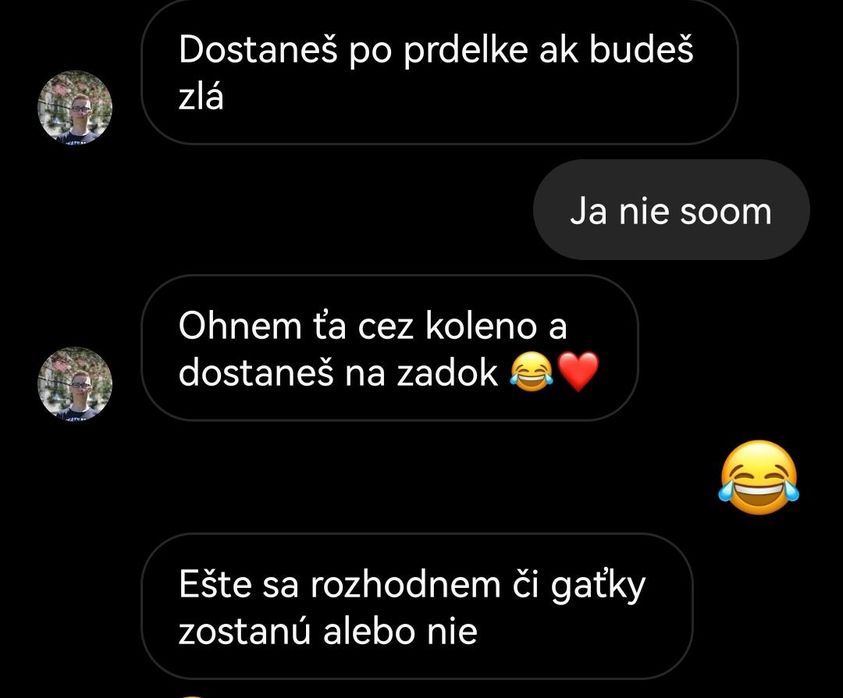 Dostaneš po prdelke ak budeš
zlá
Ja nie soom
Ohnem ťa cez koleno a
dostaneš na zadok 😂❤️
😂
Ešte sa rozhodnem či gaťky
zostanú alebo nie